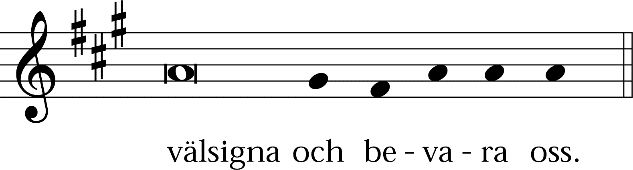 välsigna och be - va - ra oss.